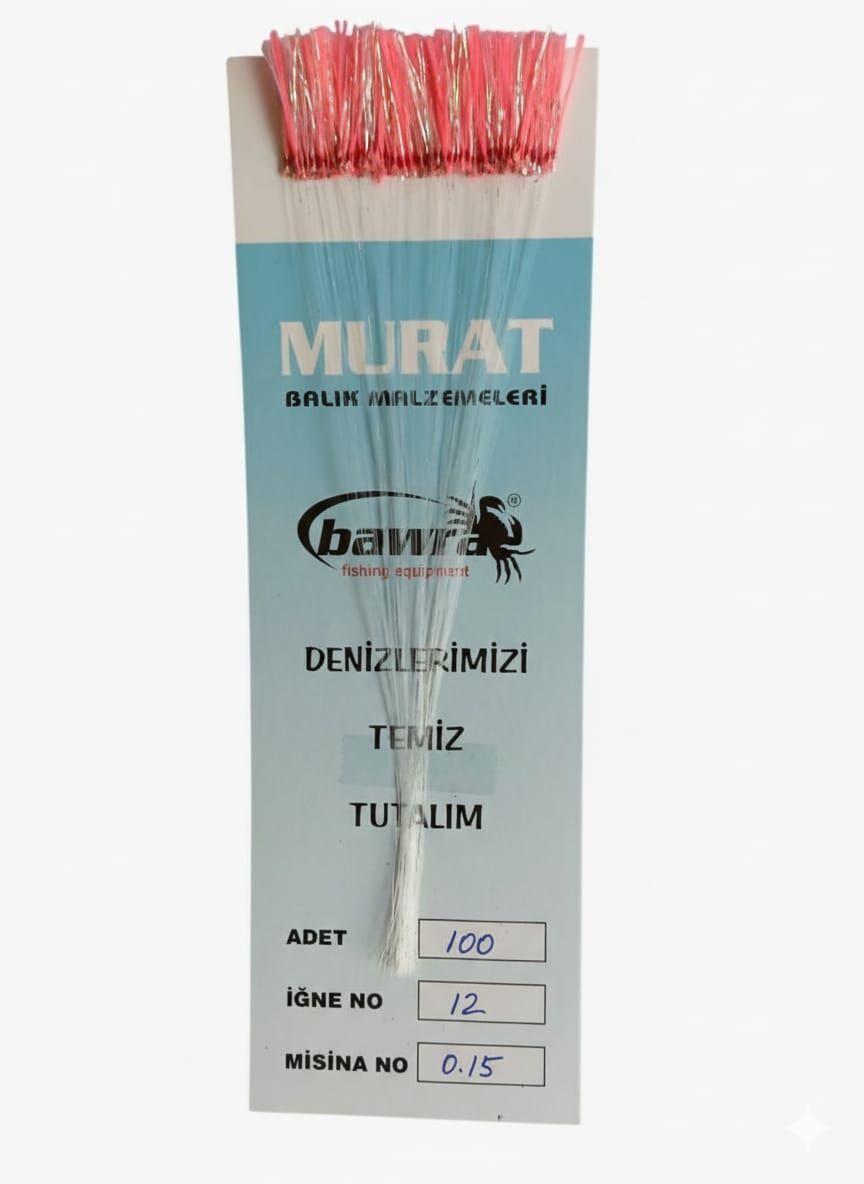 MURAT
BALIK MALZEMELERİ
bawra
fishing equipment
DENİZLERİMİZİ
TEMİZ
TUTALIM
ADET 100
İĞNE NO 12
MİSİNA NO 0.15